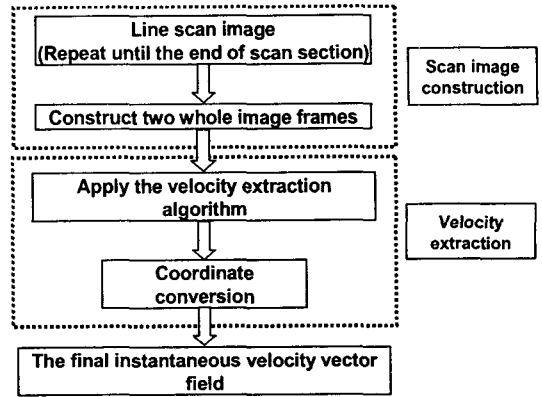 Line scan image
(Repeat until the end of scan section)
Scan image
construction
Construct two whole image frames
Apply the velocity extraction
algorithm
Velocity
extraction
Coordinate
conversion
The final instantaneous velocity vector
field